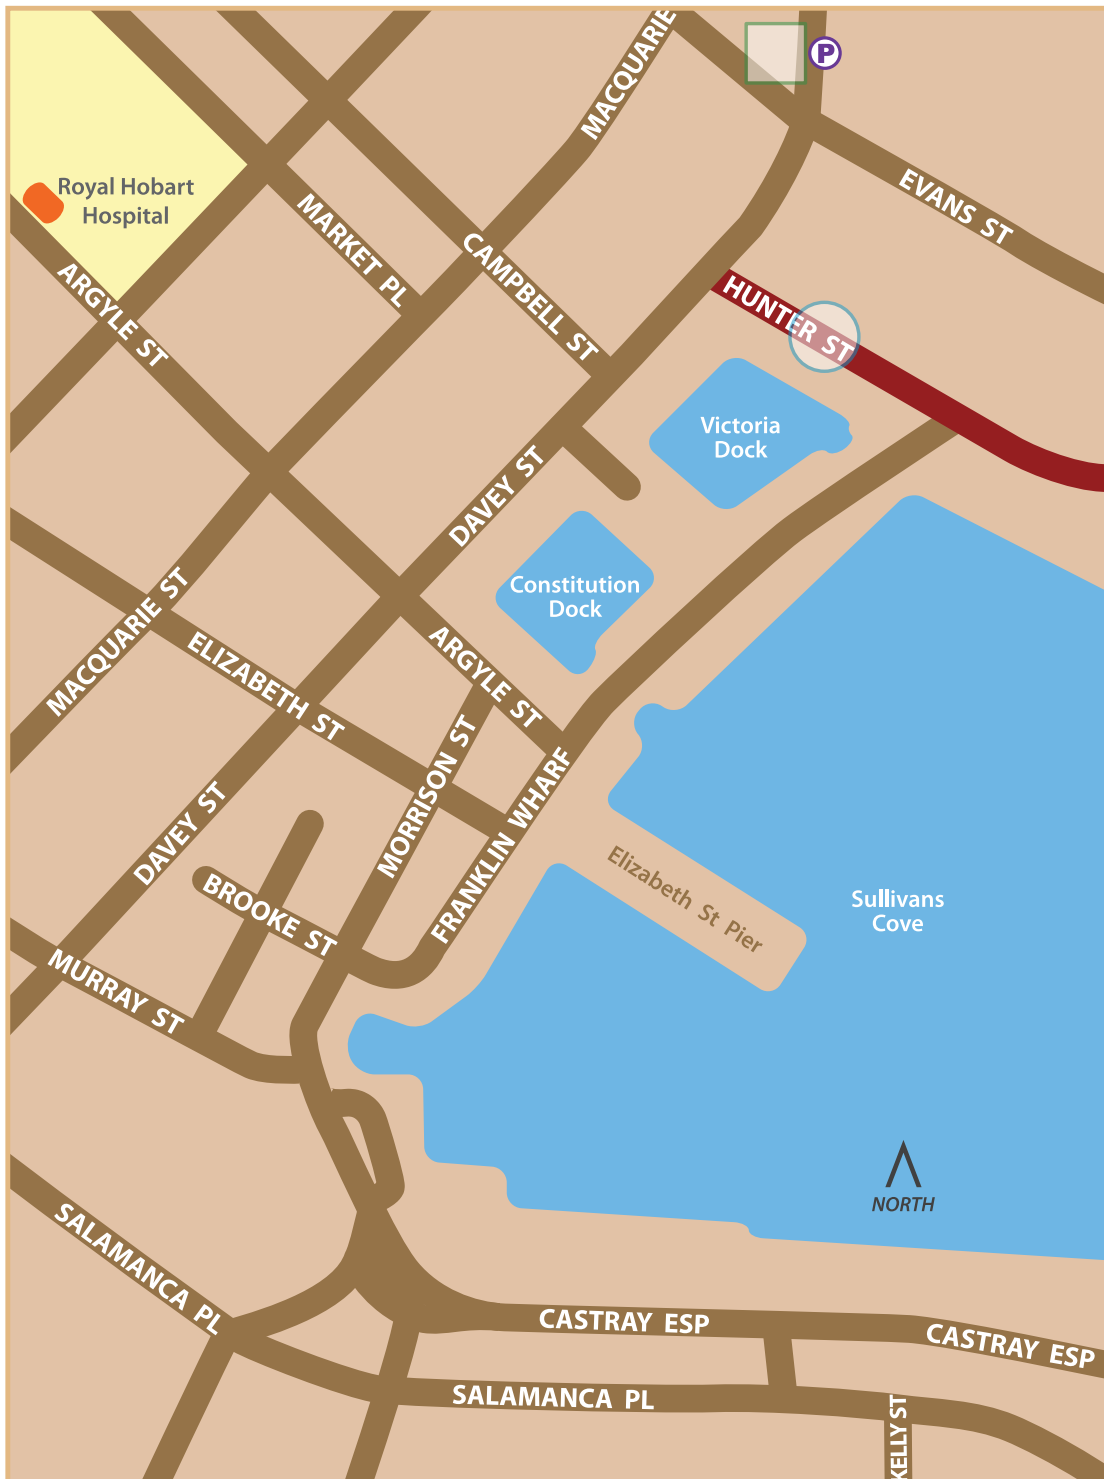 MACQUARIE
P
EVANS ST
Royal Hobart
Hospital
MARKET PL
CAMPBELL ST
ARGYLE ST
HUNTER ST
Victoria
Dock
DAVEY ST
Constitution
Dock
MACQUARIE ST
ELIZABETH ST
ARGYLE ST
MORRISON ST
FRANKLIN WHARF
DAVEY ST
Elizabeth St Pier
BROOKE ST
Sullivans
Cove
MURRAY ST
NORTH
SALAMANCA PL
CASTRAY ESP
CASTRAY ESP
SALAMANCA PL
KELLY ST